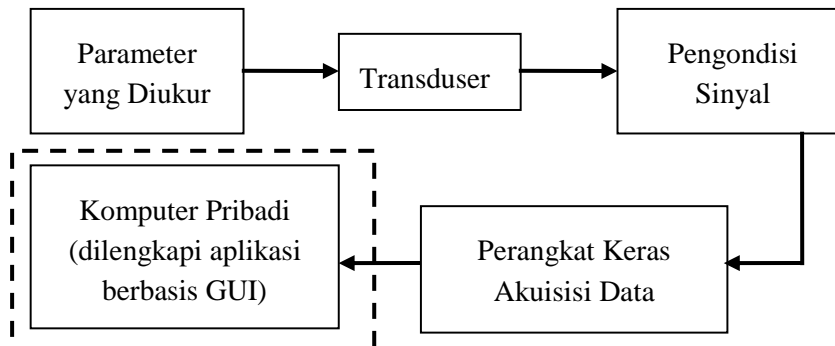 Parameter
yang Diukur
Transduser
Pengondisi
Sinyal
Komputer Pribadi
(dilengkapi aplikasi
berbasis GUI)
Perangkat Keras
Akuisisi Data